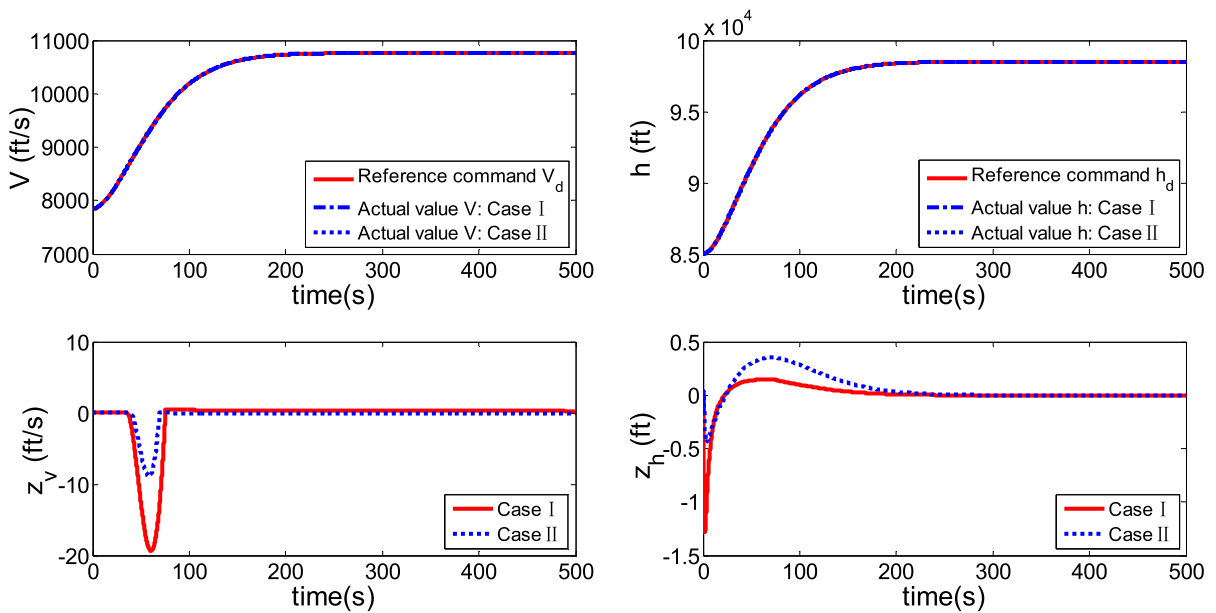 11000
10000
9000
8000
7000
V (ft/s)
Reference command V_d
Actual value V: Case Ⅰ
Actual value V: Case Ⅱ
0 100 200 300 400 500
time(s)
x 10^4
10
9.5
9
8.5
h (ft)
Reference command h_d
Actual value h: Case Ⅰ
Actual value h: Case Ⅱ
0 100 200 300 400 500
time(s)
10
0
-10
-20
z_v (ft/s)
Case Ⅰ
Case Ⅱ
0 100 200 300 400 500
time(s)
0.5
0
-0.5
-1
-1.5
z_h (ft)
Case Ⅰ
Case Ⅱ
0 100 200 300 400 500
time(s)